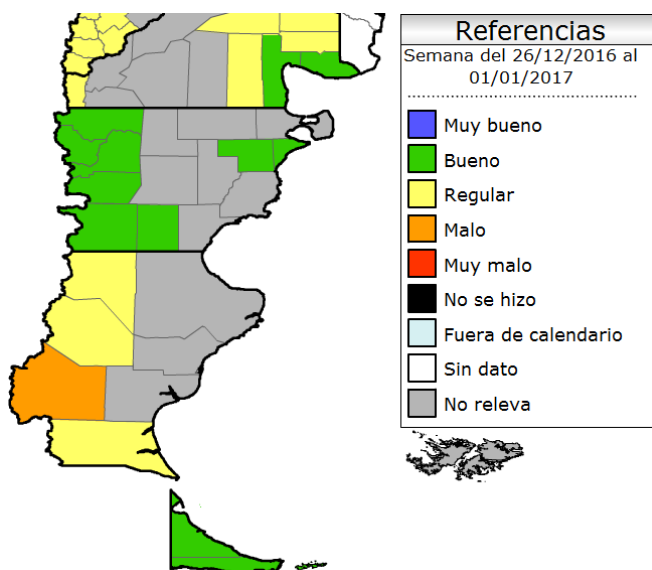 Referencias
Semana del 26/12/2016 al
01/01/2017
Muy bueno
Bueno
Regular
Malo
Muy malo
No se hizo
Fuera de calendario
Sin dato
No releva